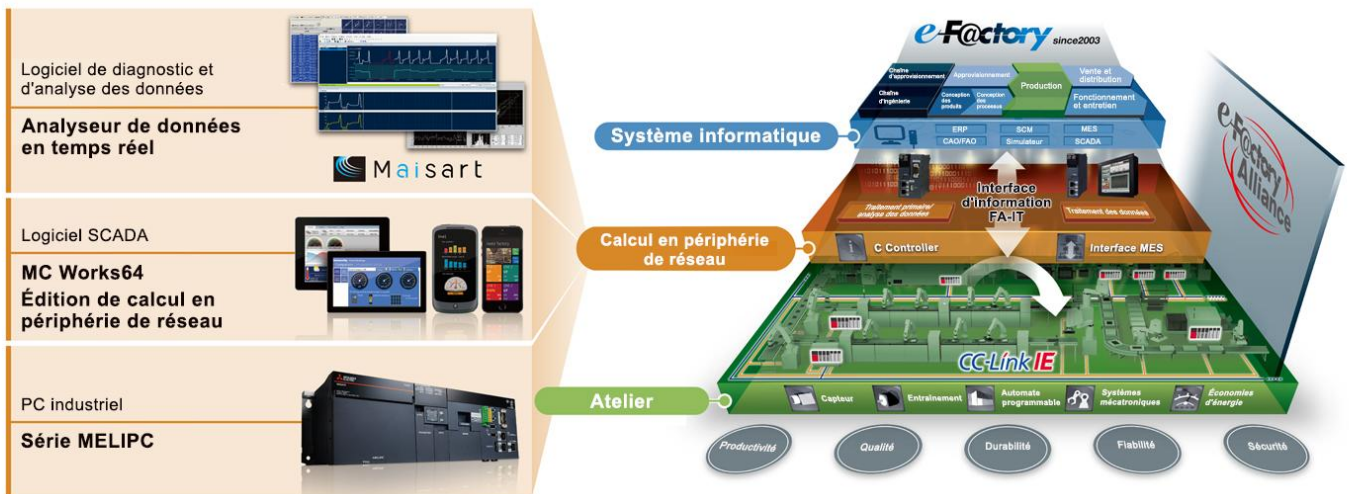 Logiciel de diagnostic et
d'analyse des données
Analyseur de données
en temps réel
Maisart
Logiciel SCADA
MC Works64
Édition de calcul en
périphérie de réseau
PC industriel
Série MELIPC
Système informatique
Calcul en périphérie
de réseau
Atelier
e-F@ctory since2003
Chaîne
d'approvisionnement
Approvisionnement
Production
Vente et
distribution
Chaîne
d'ingénierie
Conception
des
produits
Conception
des
processus
Fonctionnement
et entretien
ERP
SCM
MES
CAO/FAO
Simulateur
SCADA
Interface
d'information
FA-IT
Traitement primaire/
analyse des données
Traitement des données
C Controller
Interface MES
CC-Link IE
Capteur
Entraînement
Automate
programmable
Systèmes
mécatroniques
Économies
d'énergie
Productivité
Qualité
Durabilité
Fiabilité
Sécurité
e-F@ctory
Alliance